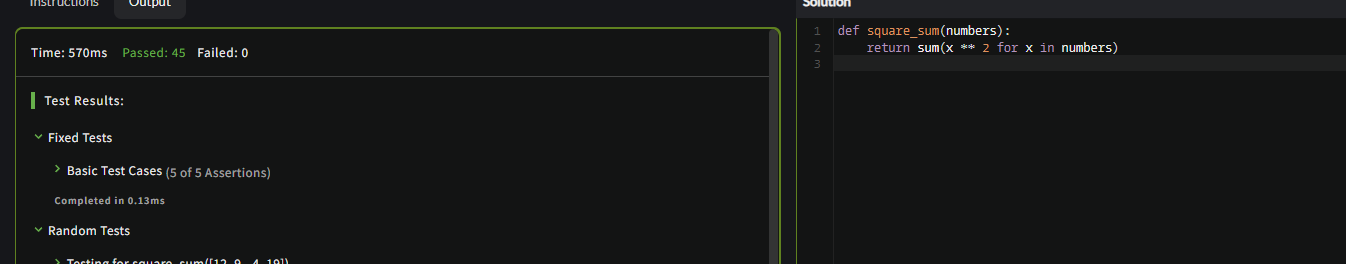 Instructions
Output
Time: 570ms Passed: 45 Failed: 0
Test Results:
Fixed Tests
Basic Test Cases (5 of 5 Assertions)
Completed in 0.13ms
Random Tests
Testing for square_sum([12, 9, -4, 19])
Solution
1 def square_sum(numbers):
2     return sum(x ** 2 for x in numbers)
3